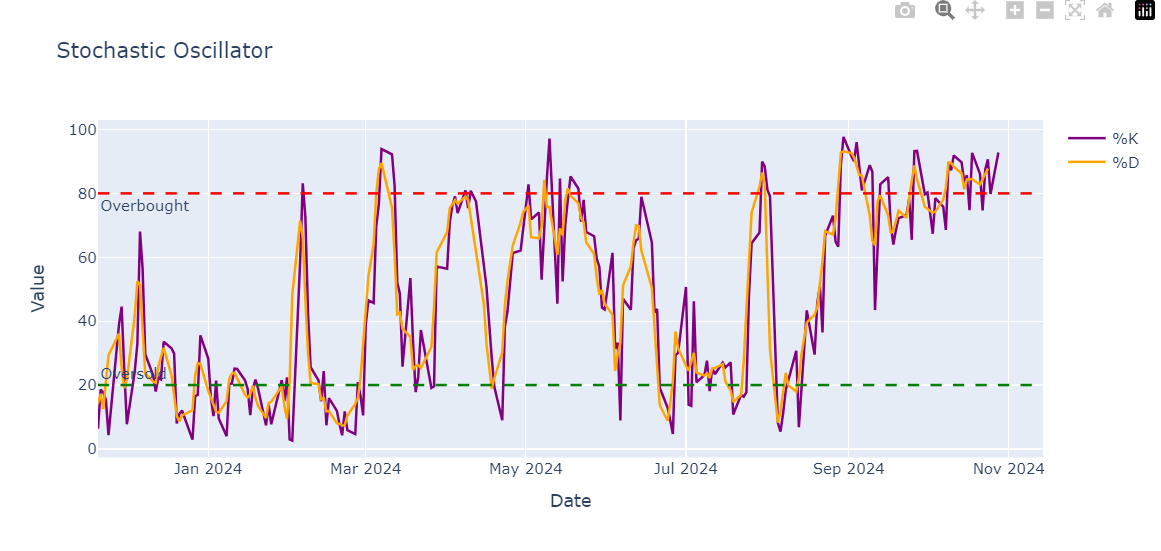 Stochastic Oscillator
100
80
60
40
20
0
Value
Overbought
Oversold
Jan 2024
Mar 2024
May 2024
Jul 2024
Sep 2024
Nov 2024
Date
%K
%D